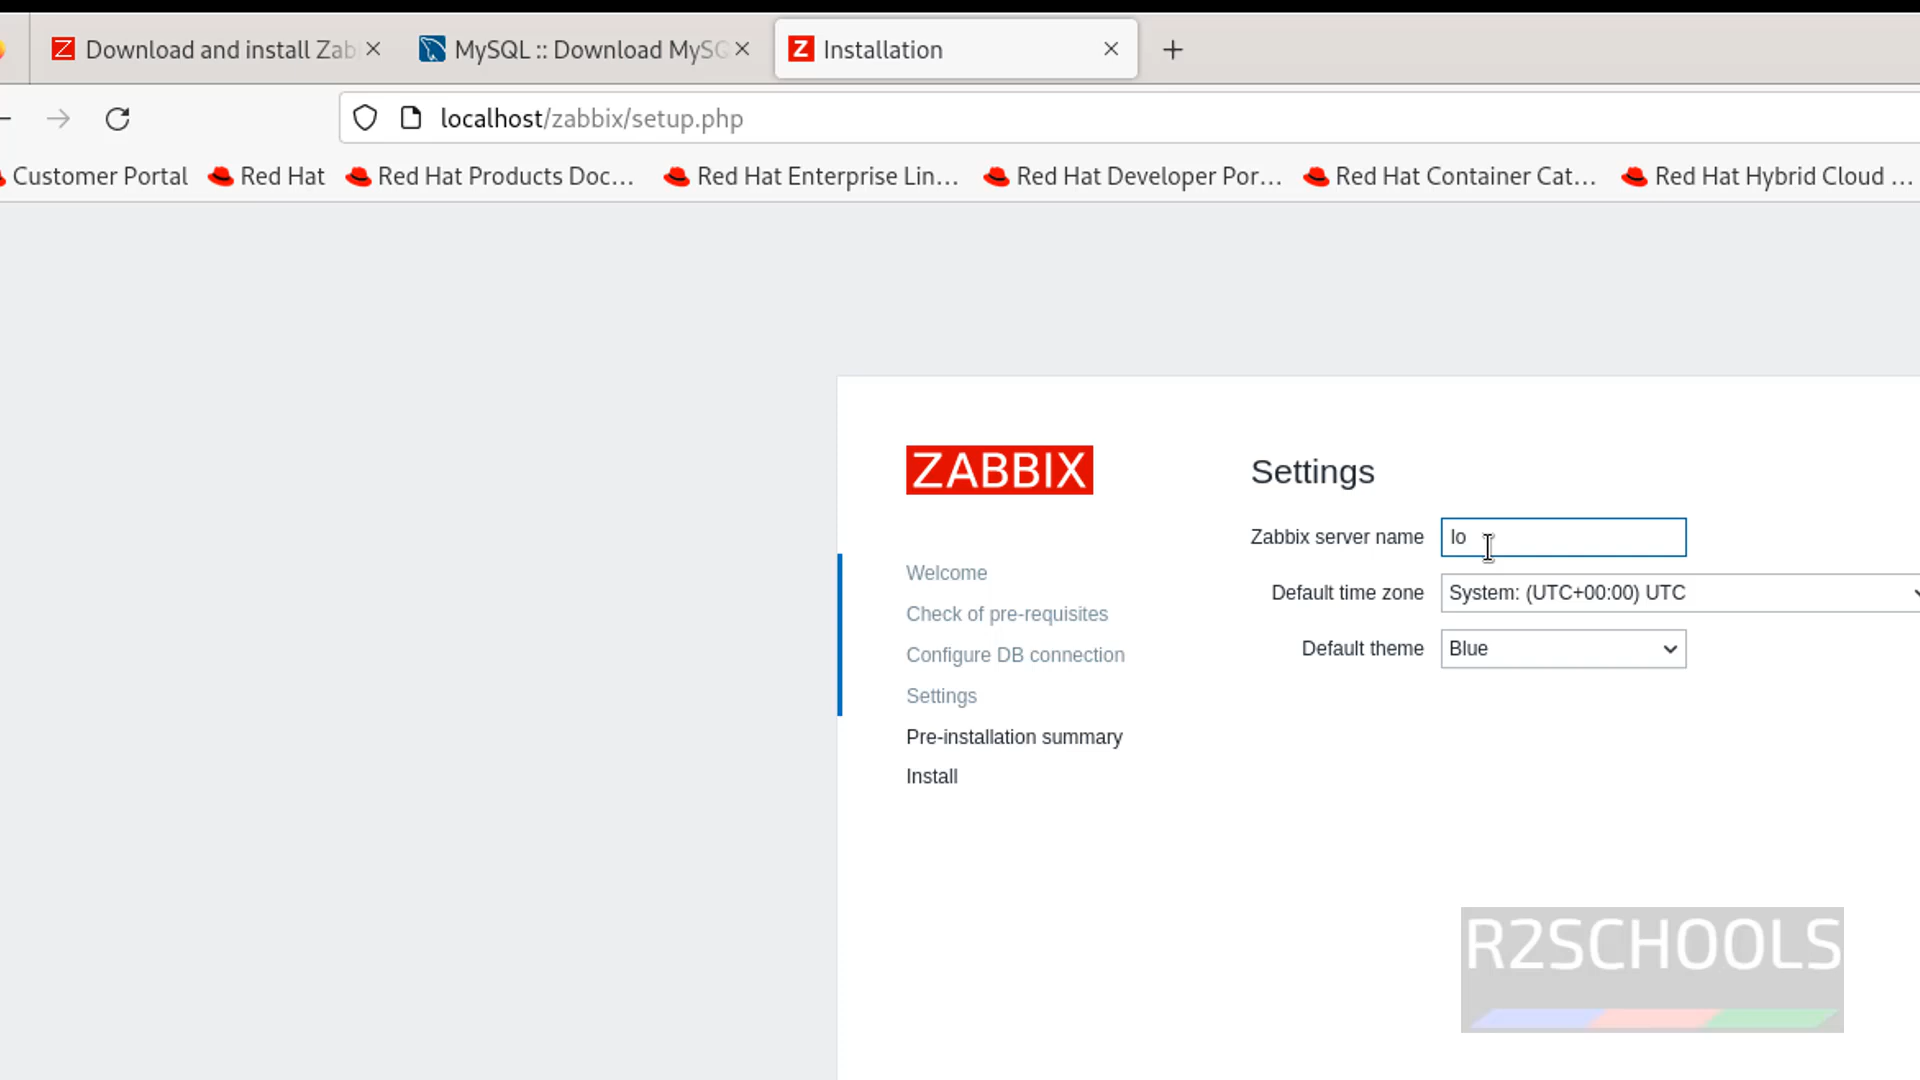 Download and install Zab
MySQL :: Download MySQ
Z Installation
localhost/zabbix/setup.php
Customer Portal
Red Hat
Red Hat Products Doc…
Red Hat Enterprise Lin…
Red Hat Developer Por…
Red Hat Container Cat…
Red Hat Hybrid Cloud …
ZABBIX
Welcome
Check of pre-requisites
Configure DB connection
Settings
Pre-installation summary
Install
Settings
Zabbix server name lo
Default time zone System: (UTC+00:00) UTC
Default theme Blue
R2SCHOOLS